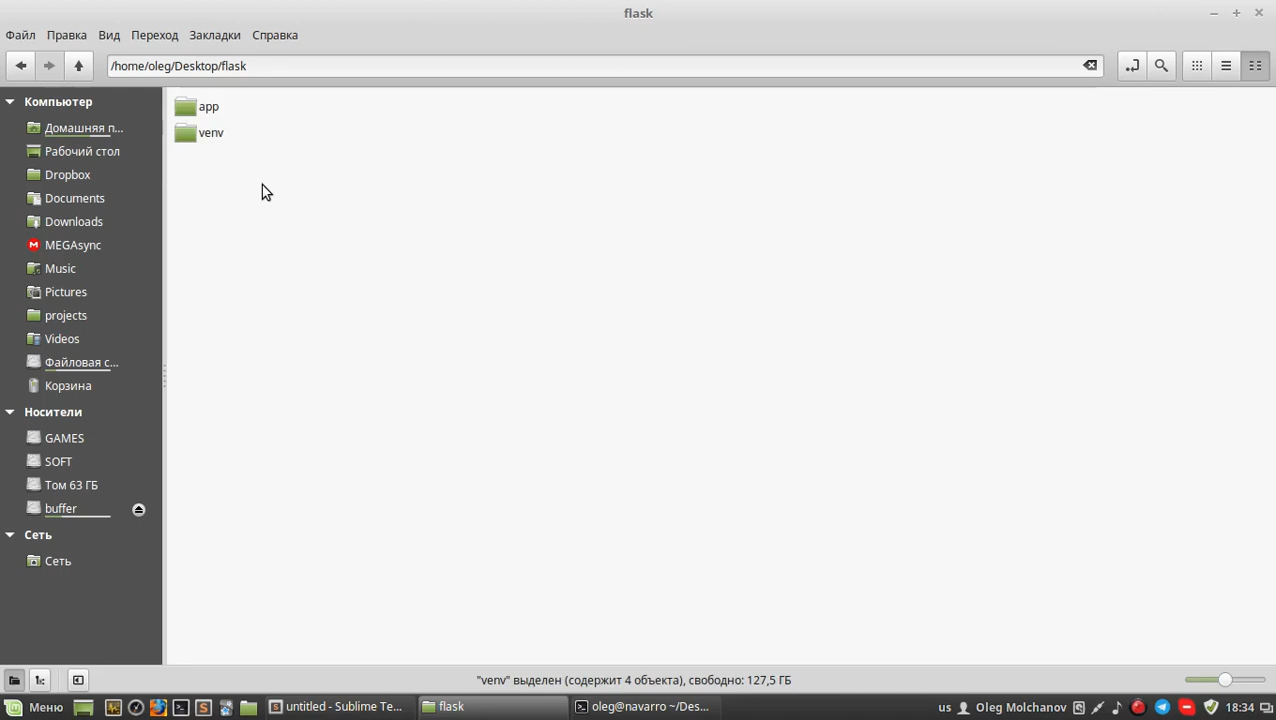 flask
Файл Правка Вид Переход Закладки Справка
/home/oleg/Desktop/flask
Компьютер
Домашняя п...
Рабочий стол
Dropbox
Documents
Downloads
MEGAsync
Music
Pictures
projects
Videos
Файловая с...
Корзина
Носители
GAMES
SOFT
Том 63 ГБ
buffer
Сеть
Сеть
app
venv
"venv" выделен (содержит 4 объекта), свободно: 127,5 ГБ
Меню untitled - Sublime Te... flask oleg@navarro ~/Des... us Oleg Molchanov 18:34